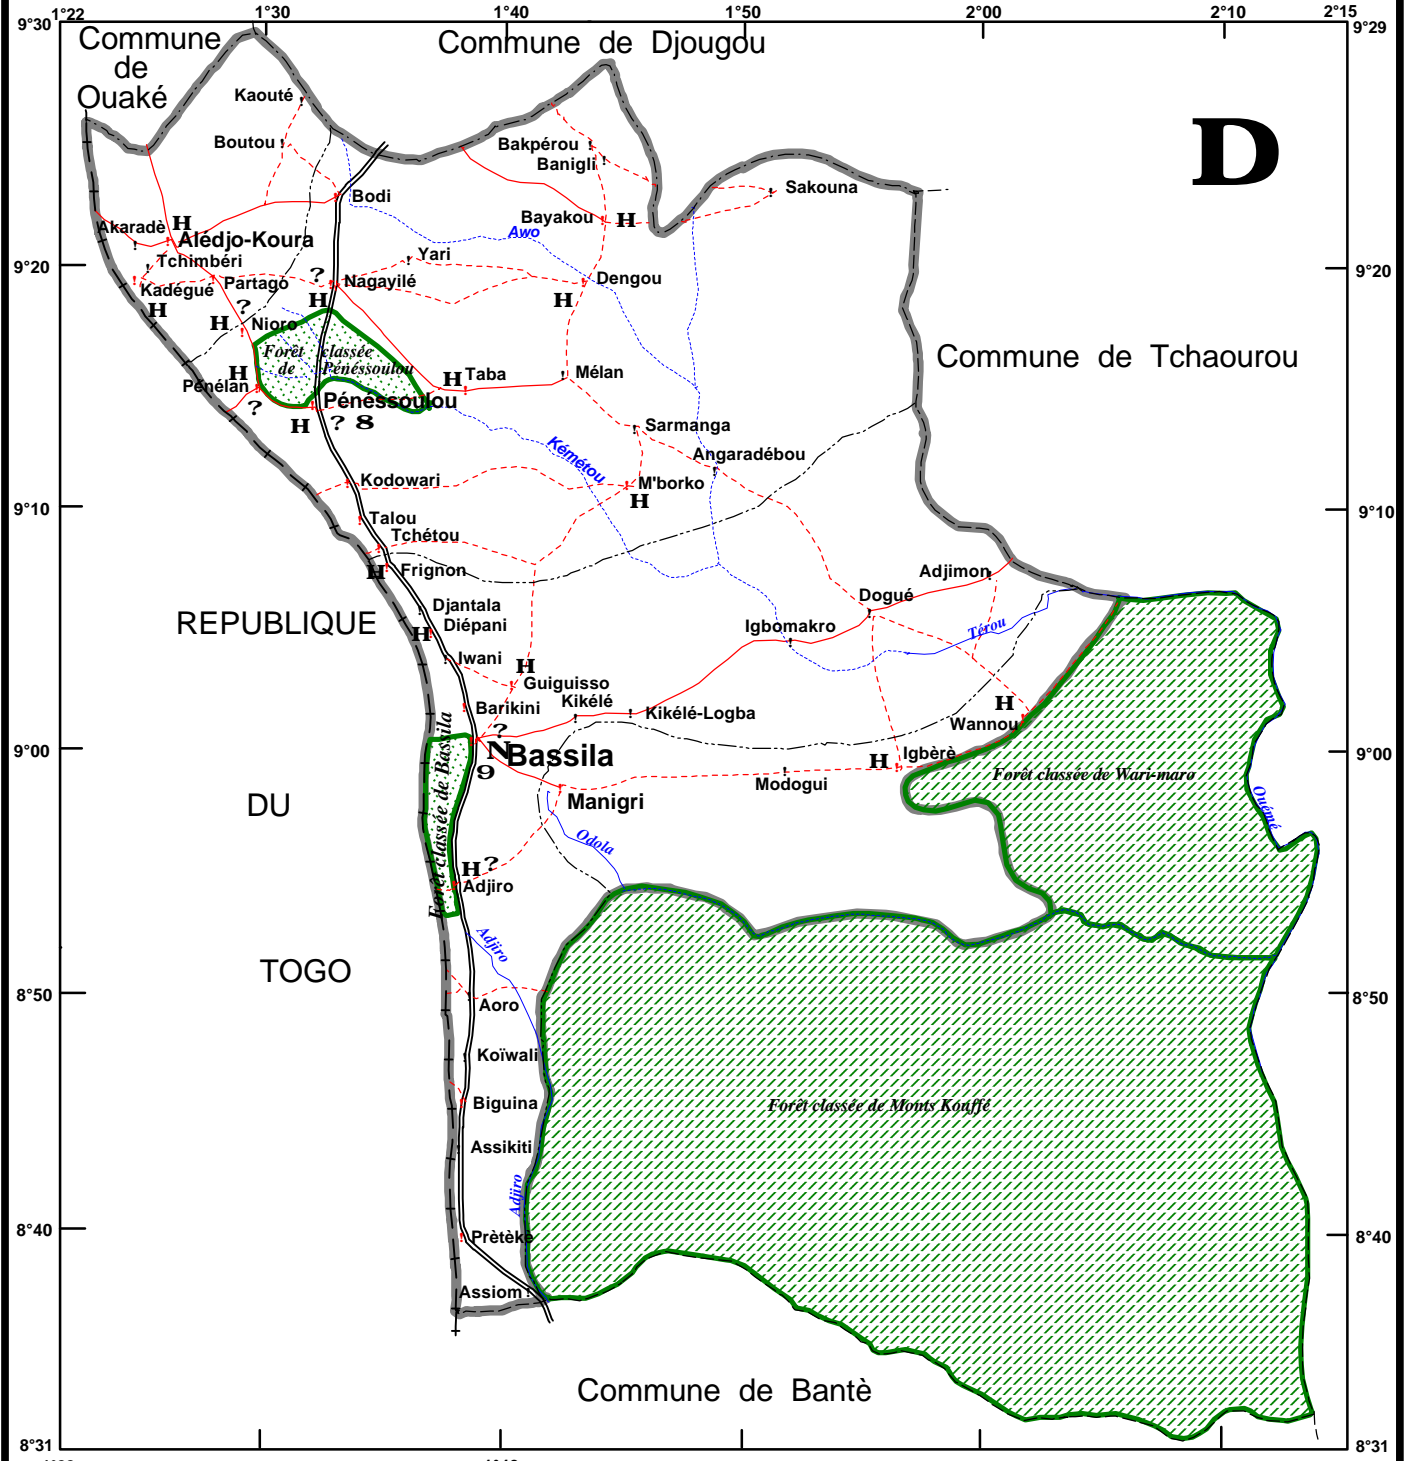 1°22 1°30 1°40 1°50 2°00 2°10 2°15
9°30 9°29
Commune
de
Ouaké
Commune de Djougou
D
Kaouté
Boutou
Bakpérou
Banigli
Bodi
Sakouna
Bayakou H
Awo
Akaradè H
Alédjo-Koura
Tchimbéri
Yari
9°20 9°20
Kadégué Partago ? Nagayilé Dengou
H ? H H
H Nioro
Forêt classée
de Pénéssoulou
Commune de Tchaourou
H H Taba Mélan
Pénélan
? Pénéssoulou
H ? 8
Sarmanga
Kémétou
Angaradébou
Kodowari M'borko
H
9°10 9°10
Talou
Tchétou
H Frignon Adjimon
Dogué
REPUBLIQUE
Djantala
Diépani
H
Igbomakro
Térou
Iwani H
Guiguisso
Barikini Kikélé
Kikélé-Logba
H
Wannou
?
N
Bassila
9
9°00 9°00
H Igbèrè
Forêt classée de Wari-maro
Modogui
Manigri
DU
Forêt classée de Bassila
Odola
Ouémé
H ?
Adjiro
Adjiro
TOGO
8°50 8°50
Aoro
Koïwali
Biguina
Forêt classée de Monts Kouffé
Assikiti
Adjiro
8°40 8°40
Prètèkè
Assiom
Commune de Bantè
8°31 8°31